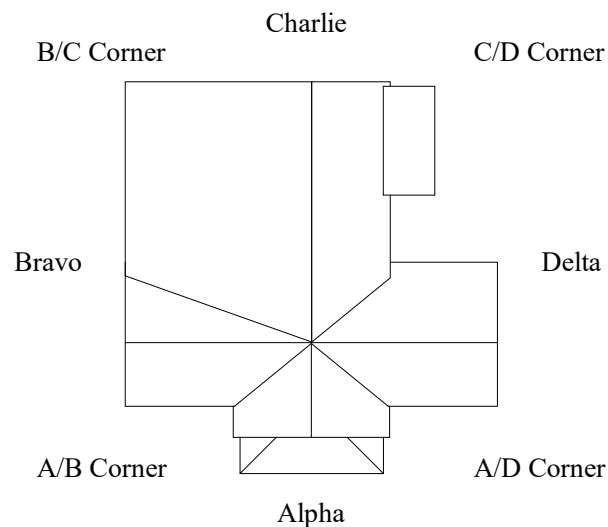 Charlie
B/C Corner
C/D Corner
Bravo
Delta
A/B Corner
A/D Corner
Alpha